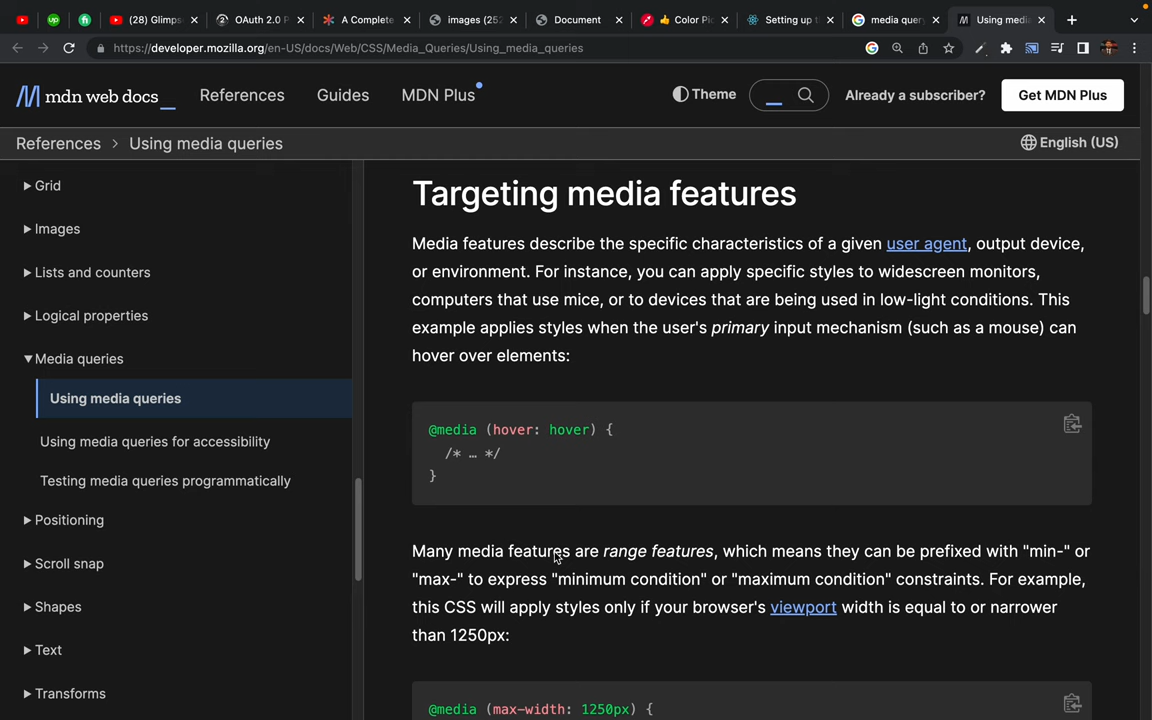 (28) Glimps
OAuth 2.0 P
A Complete
images (252
Document
Color Pic
Setting up th
media query
Using media
https://developer.mozilla.org/en-US/docs/Web/CSS/Media_Queries/Using_media_queries
mdn web docs_
References
Guides
MDN Plus
Theme
Already a subscriber?
Get MDN Plus
References > Using media queries
English (US)
Grid
Images
Lists and counters
Logical properties
Media queries
Using media queries
Using media queries for accessibility
Testing media queries programmatically
Positioning
Scroll snap
Shapes
Text
Transforms
Targeting media features
Media features describe the specific characteristics of a given user agent, output device,
or environment. For instance, you can apply specific styles to widescreen monitors,
computers that use mice, or to devices that are being used in low-light conditions. This
example applies styles when the user's primary input mechanism (such as a mouse) can
hover over elements:
@media (hover: hover) {
/* … */
}
Many media features are range features, which means they can be prefixed with "min-" or
"max-" to express "minimum condition" or "maximum condition" constraints. For example,
this CSS will apply styles only if your browser's viewport width is equal to or narrower
than 1250px:
@media (max-width: 1250px) {